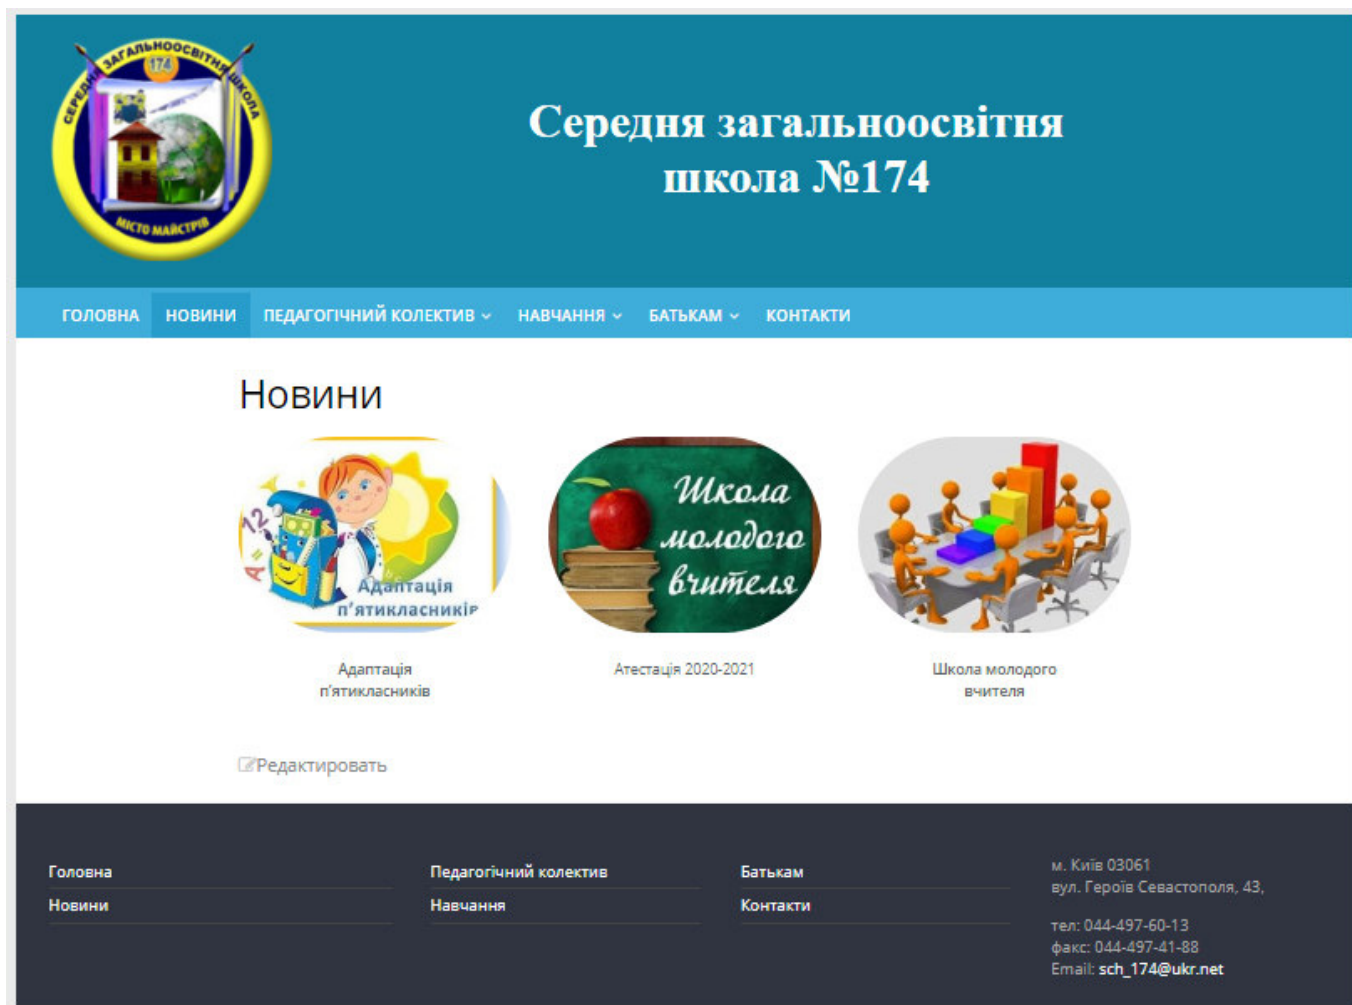 СЕРЕДНЯ ЗАГАЛЬНООСВІТНЯ ШКОЛА
174
МІСТО МАЙСТРІВ
Середня загальноосвітня
школа №174
ГОЛОВНА НОВИНИ ПЕДАГОГІЧНИЙ КОЛЕКТИВ НАВЧАННЯ БАТЬКАМ КОНТАКТИ
Новини
12
А
Адаптація
п'ятикласників
Школа
молодого
вчителя
Адаптація
п'ятикласників
Атестація 2020-2021
Школа молодого
вчителя
Редактировать
Головна
Новини
Педагогічний колектив
Навчання
Батькам
Контакти
м. Київ 03061
вул. Героїв Севастополя, 43,
тел: 044-497-60-13
факс: 044-497-41-88
Email: sch_174@ukr.net